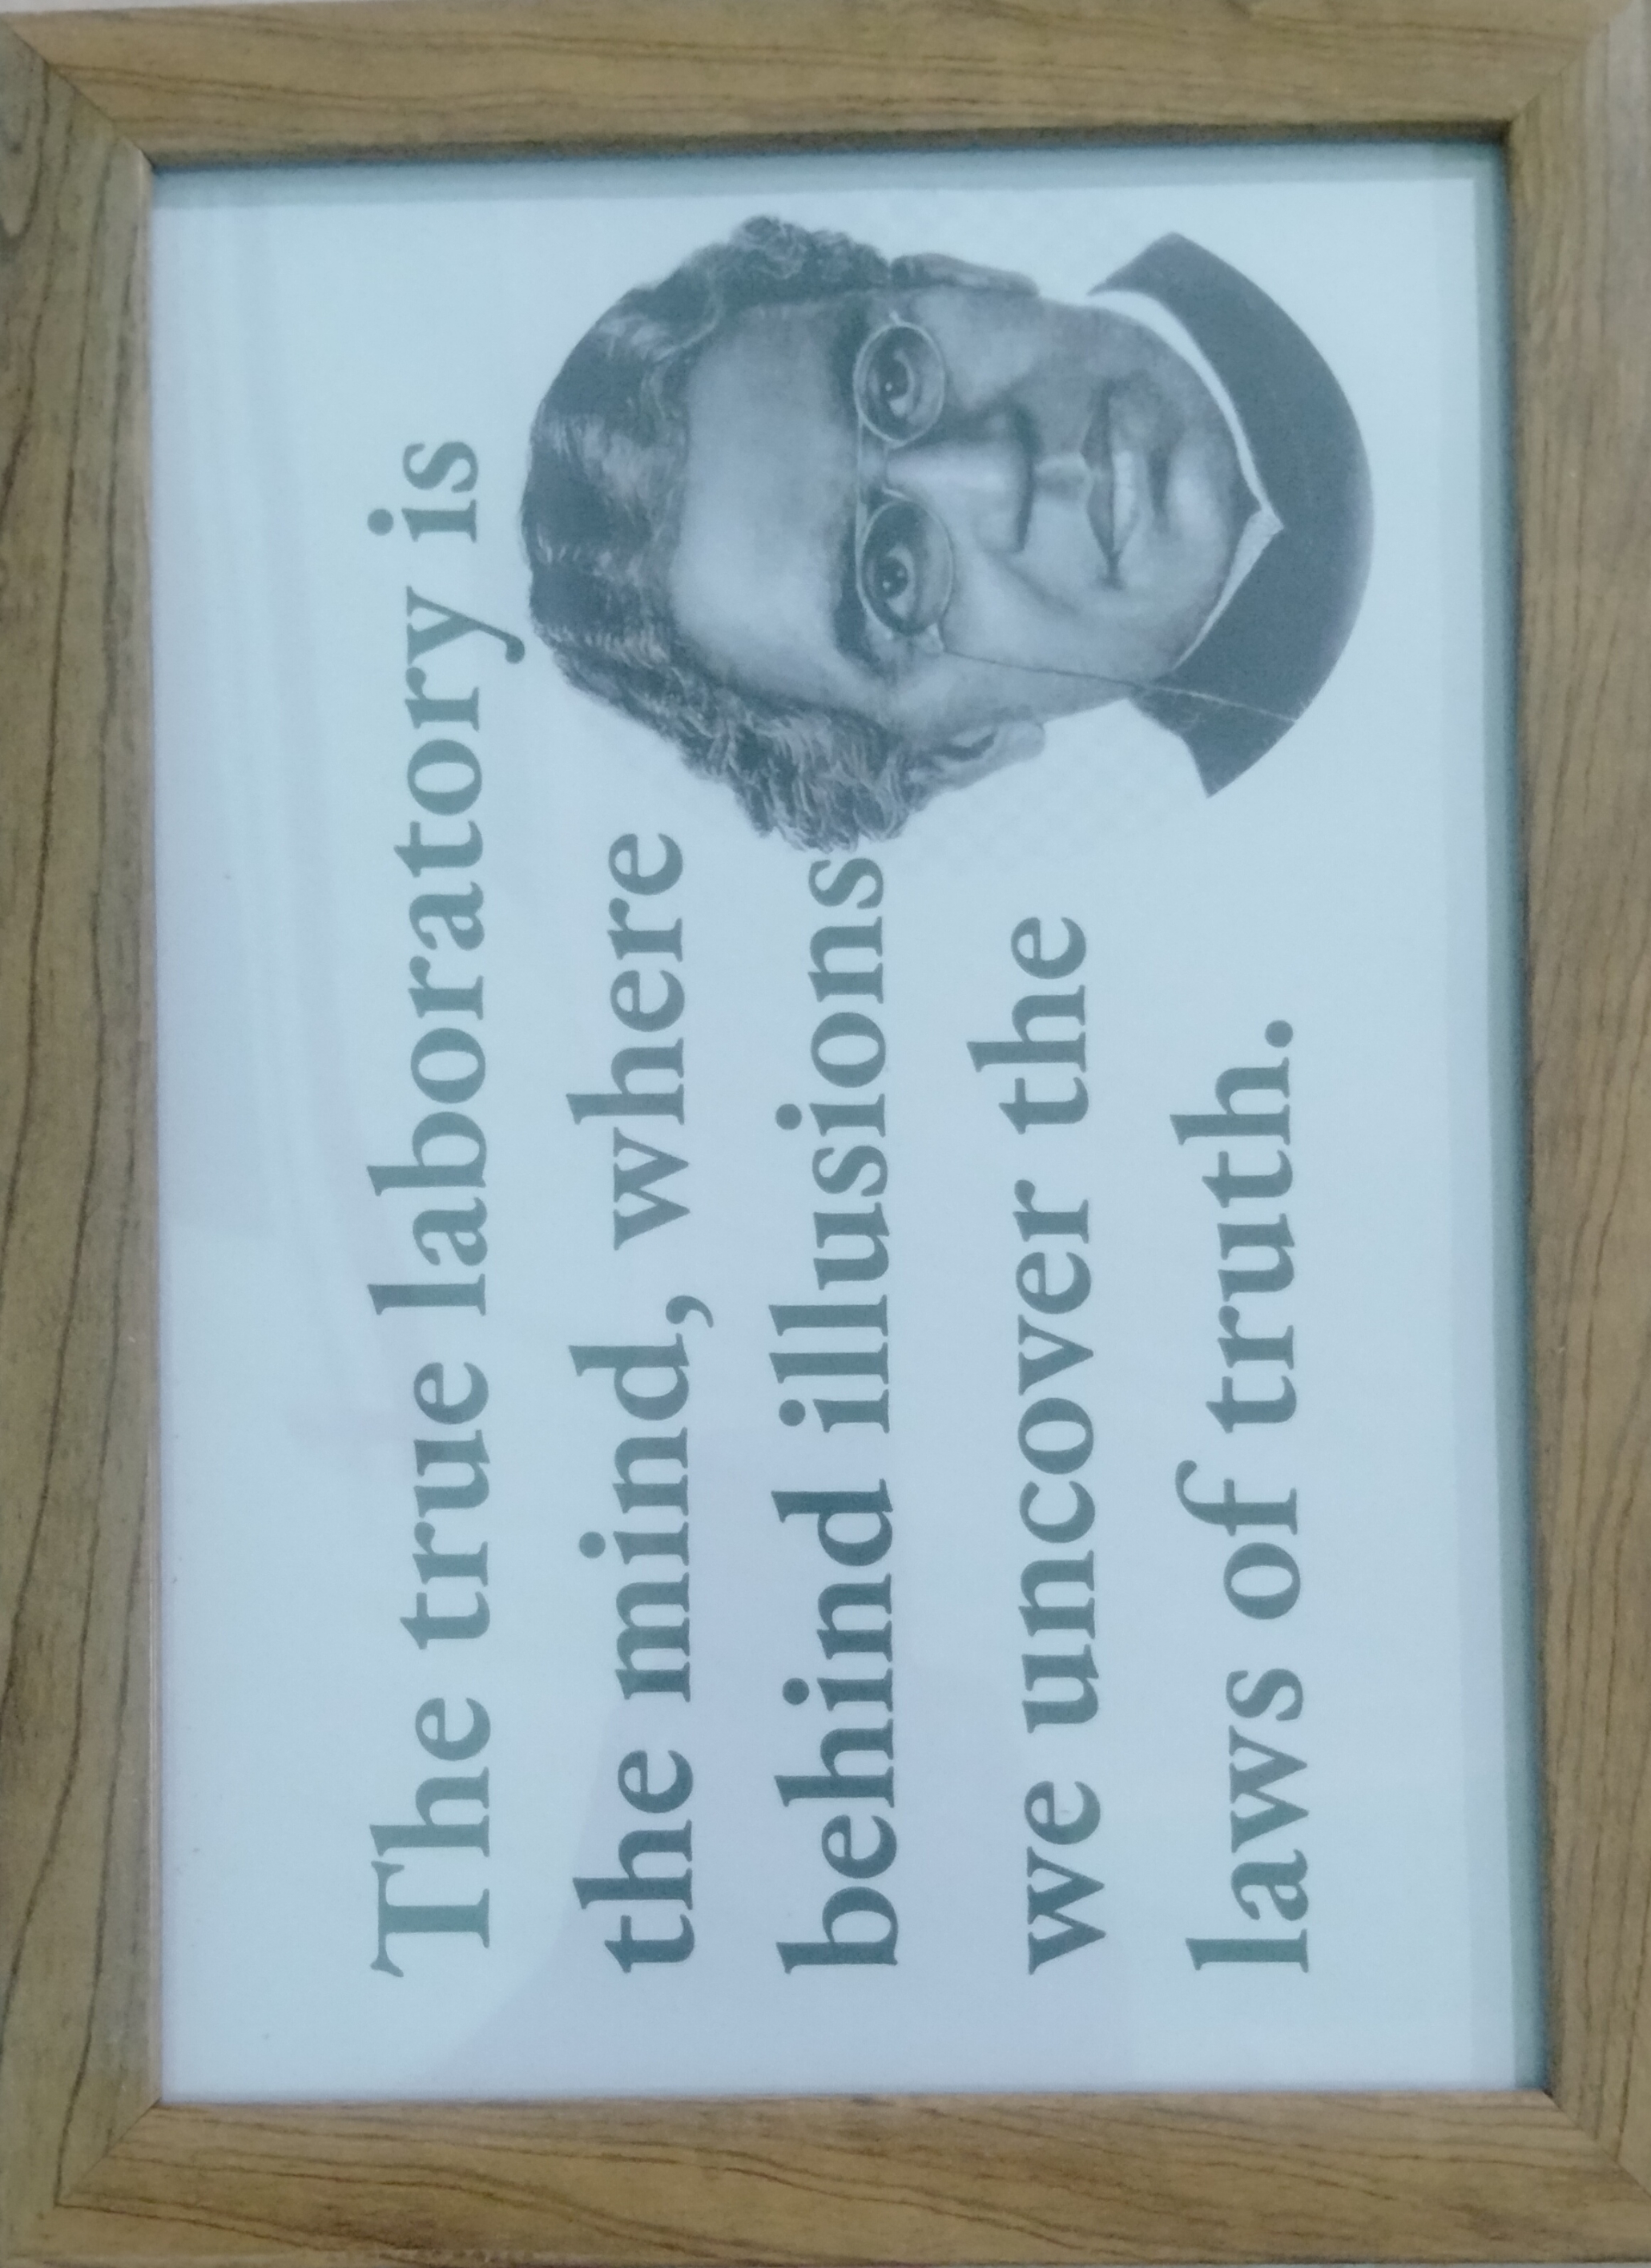 The true laboratory is
the mind, where
behind illusions
we uncover the
laws of truth.